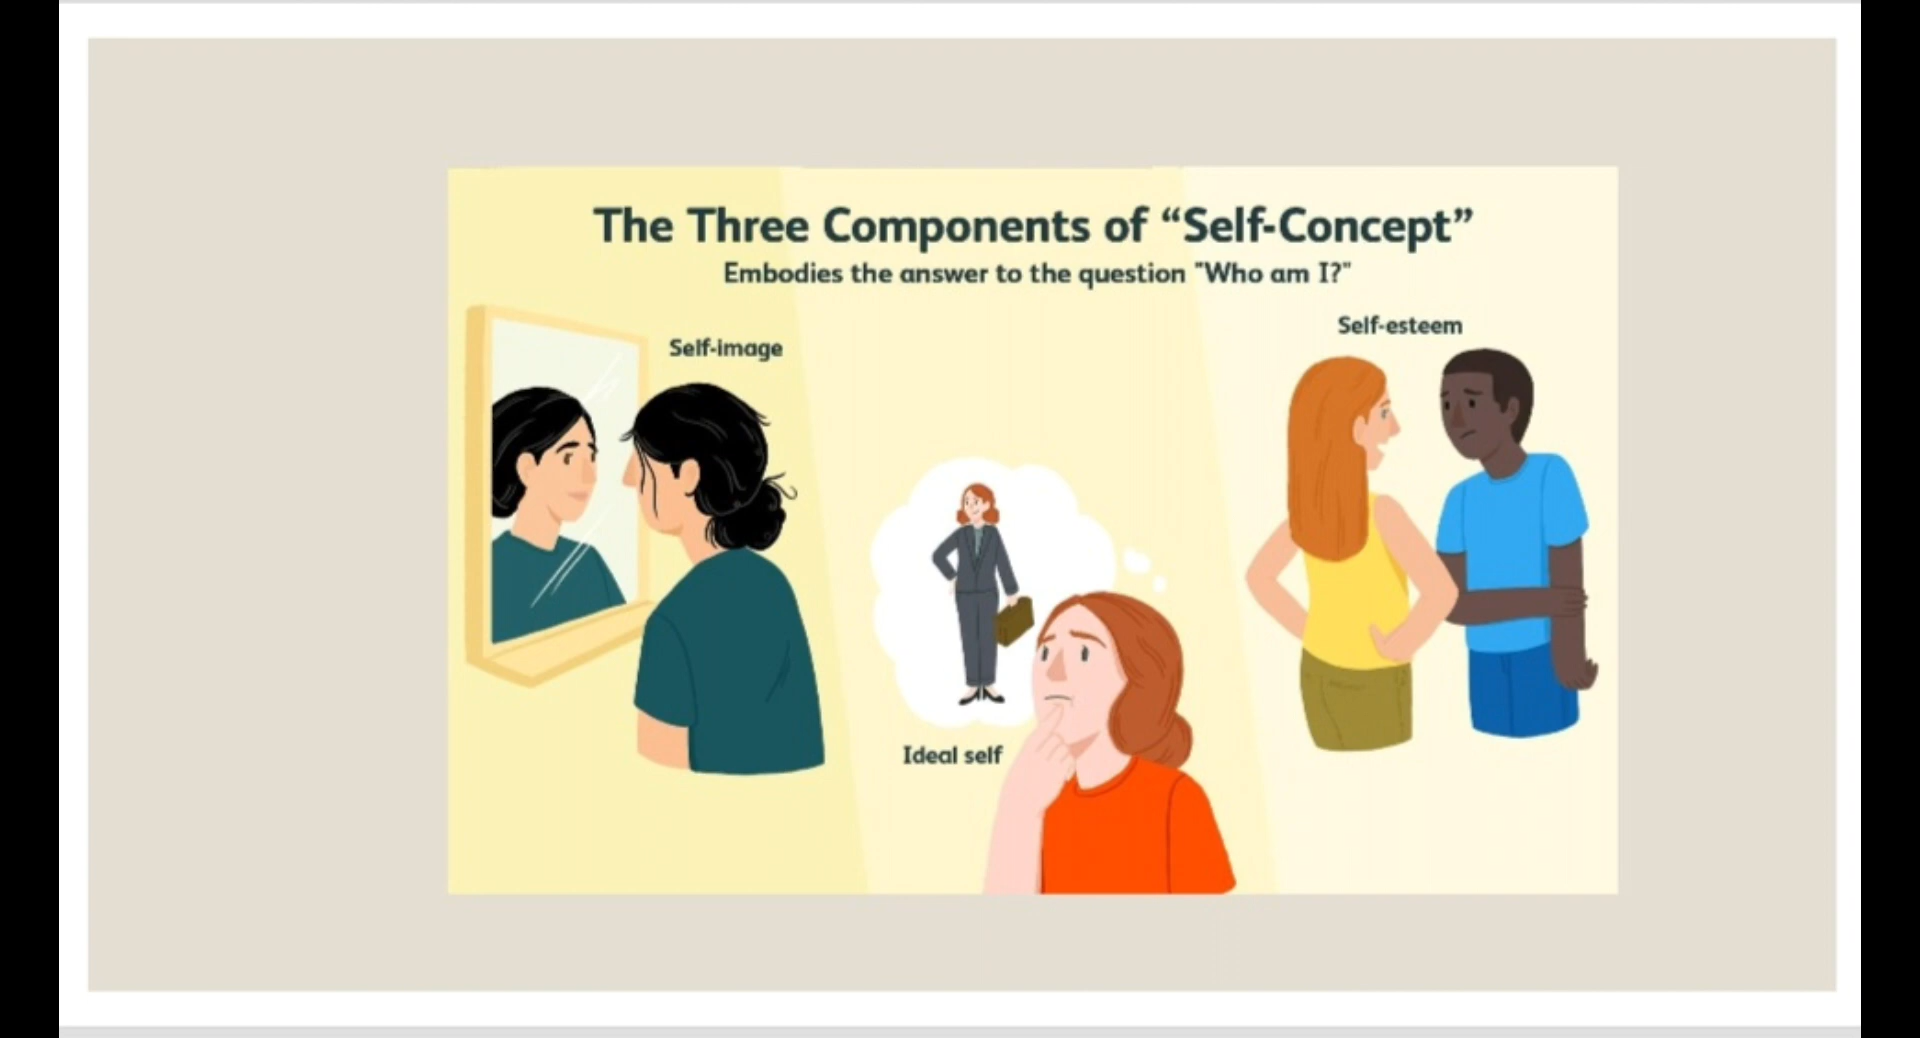 The Three Components of “Self-Concept”
Embodies the answer to the question "Who am I?"
Self-image
Ideal self
Self-esteem